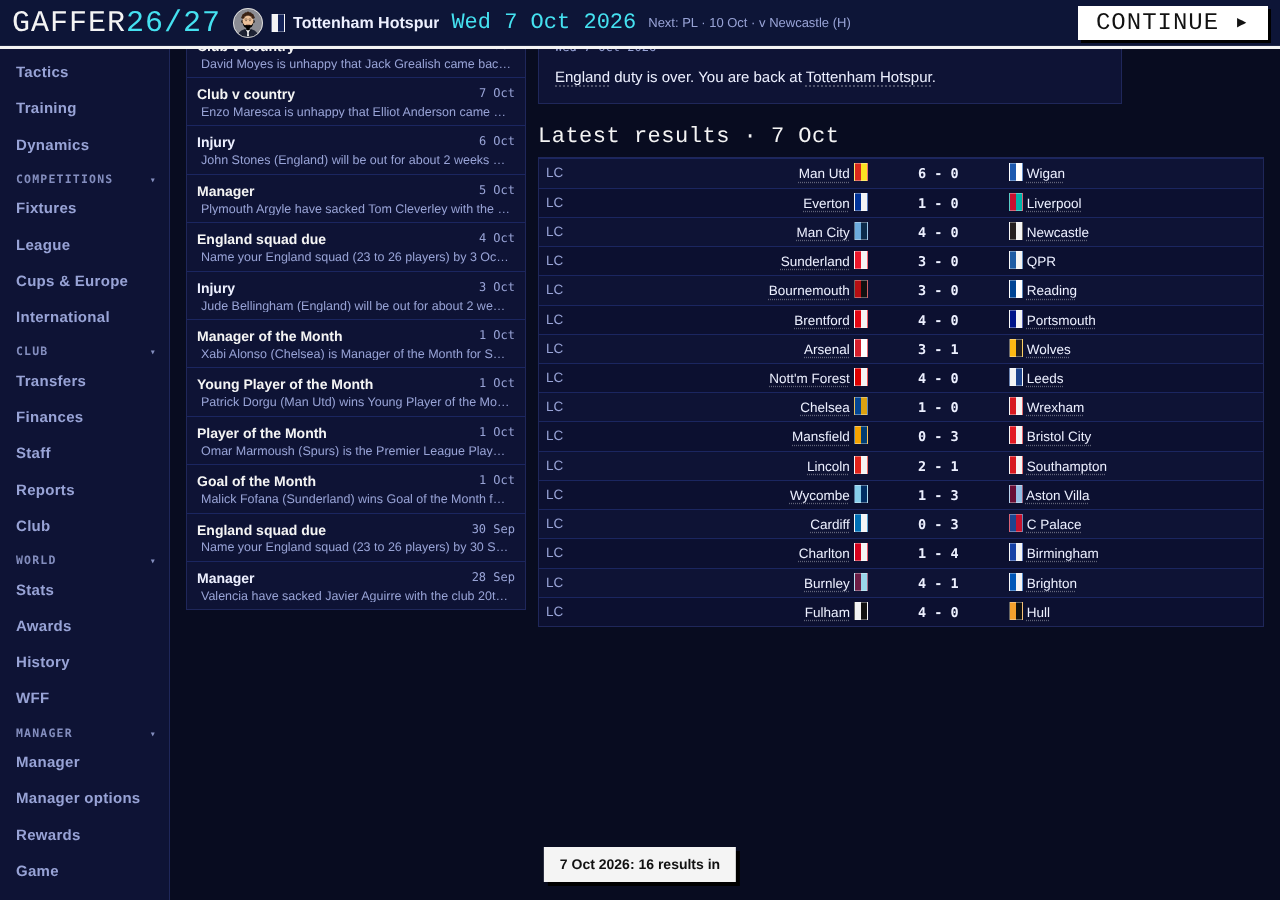 GAFFER26/27 Tottenham Hotspur Wed 7 Oct 2026 Next: PL · 10 Oct · v Newcastle (H) CONTINUE ►
Tactics
Training
Dynamics
COMPETITIONS ▾
Fixtures
League
Cups & Europe
International
CLUB ▾
Transfers
Finances
Staff
Reports
Club
WORLD ▾
Stats
Awards
History
WFF
MANAGER ▾
Manager
Manager options
Rewards
Game
Club v country
David Moyes is unhappy that Jack Grealish came bac…
Club v country 7 Oct
Enzo Maresca is unhappy that Elliot Anderson came …
Injury 6 Oct
John Stones (England) will be out for about 2 weeks …
Manager 5 Oct
Plymouth Argyle have sacked Tom Cleverley with the …
England squad due 4 Oct
Name your England squad (23 to 26 players) by 3 Oc…
Injury 3 Oct
Jude Bellingham (England) will be out for about 2 we…
Manager of the Month 1 Oct
Xabi Alonso (Chelsea) is Manager of the Month for S…
Young Player of the Month 1 Oct
Patrick Dorgu (Man Utd) wins Young Player of the Mo…
Player of the Month 1 Oct
Omar Marmoush (Spurs) is the Premier League Play…
Goal of the Month 1 Oct
Malick Fofana (Sunderland) wins Goal of the Month f…
England squad due 30 Sep
Name your England squad (23 to 26 players) by 30 S…
Manager 28 Sep
Valencia have sacked Javier Aguirre with the club 20t…
Wed 7 Oct 2026
England duty is over. You are back at Tottenham Hotspur.
Latest results · 7 Oct
LC Man Utd 6 - 0 Wigan
LC Everton 1 - 0 Liverpool
LC Man City 4 - 0 Newcastle
LC Sunderland 3 - 0 QPR
LC Bournemouth 3 - 0 Reading
LC Brentford 4 - 0 Portsmouth
LC Arsenal 3 - 1 Wolves
LC Nott'm Forest 4 - 0 Leeds
LC Chelsea 1 - 0 Wrexham
LC Mansfield 0 - 3 Bristol City
LC Lincoln 2 - 1 Southampton
LC Wycombe 1 - 3 Aston Villa
LC Cardiff 0 - 3 C Palace
LC Charlton 1 - 4 Birmingham
LC Burnley 4 - 1 Brighton
LC Fulham 4 - 0 Hull
7 Oct 2026: 16 results in